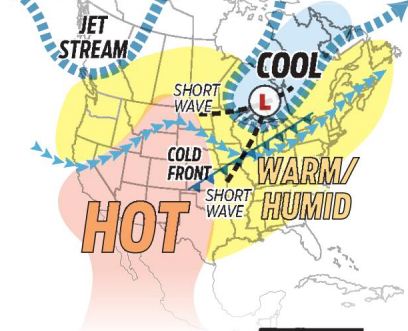 JET
STREAM
COOL
SHORT
WAVE
L
COLD
FRONT
WARM/
HUMID
SHORT
WAVE
HOT